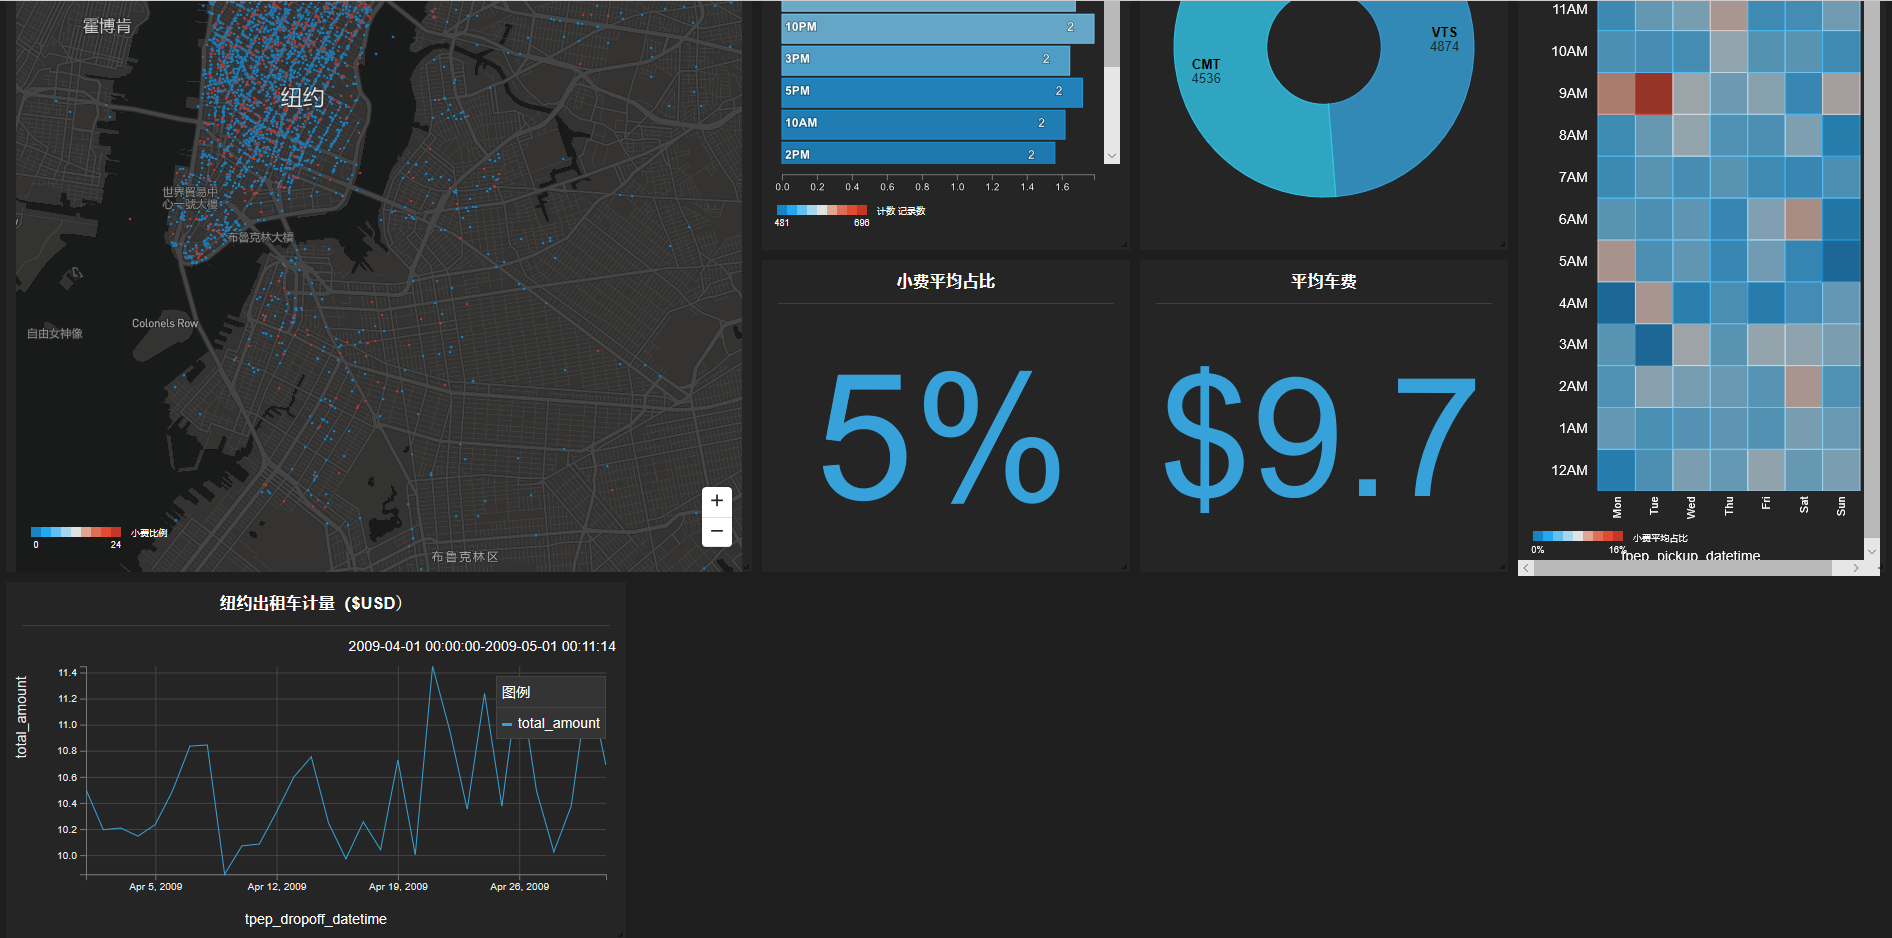 霍博肯
纽约
世界貿易中
心一號大樓
布鲁克林大橋
Colonels Row
自由女神像
布鲁克林区
+
−
小费比例
0 24
10PM 2
3PM 2
5PM 2
10AM 2
2PM 2
0.0 0.2 0.4 0.6 0.8 1.0 1.2 1.4 1.6
计数 记录数
481 696
VTS
4874
CMT
4536
小费平均占比
5%
平均车费
$9.7
11AM
10AM
9AM
8AM
7AM
6AM
5AM
4AM
3AM
2AM
1AM
12AM
Mon Tue Wed Thu Fri Sat Sun
小费平均占比
0% 16%
tpep_pickup_datetime
纽约出租车计量（$USD）
2009-04-01 00:00:00-2009-05-01 00:11:14
total_amount
11.4
11.2
11.0
10.8
10.6
10.4
10.2
10.0
图例
total_amount
Apr 5, 2009 Apr 12, 2009 Apr 19, 2009 Apr 26, 2009
tpep_dropoff_datetime